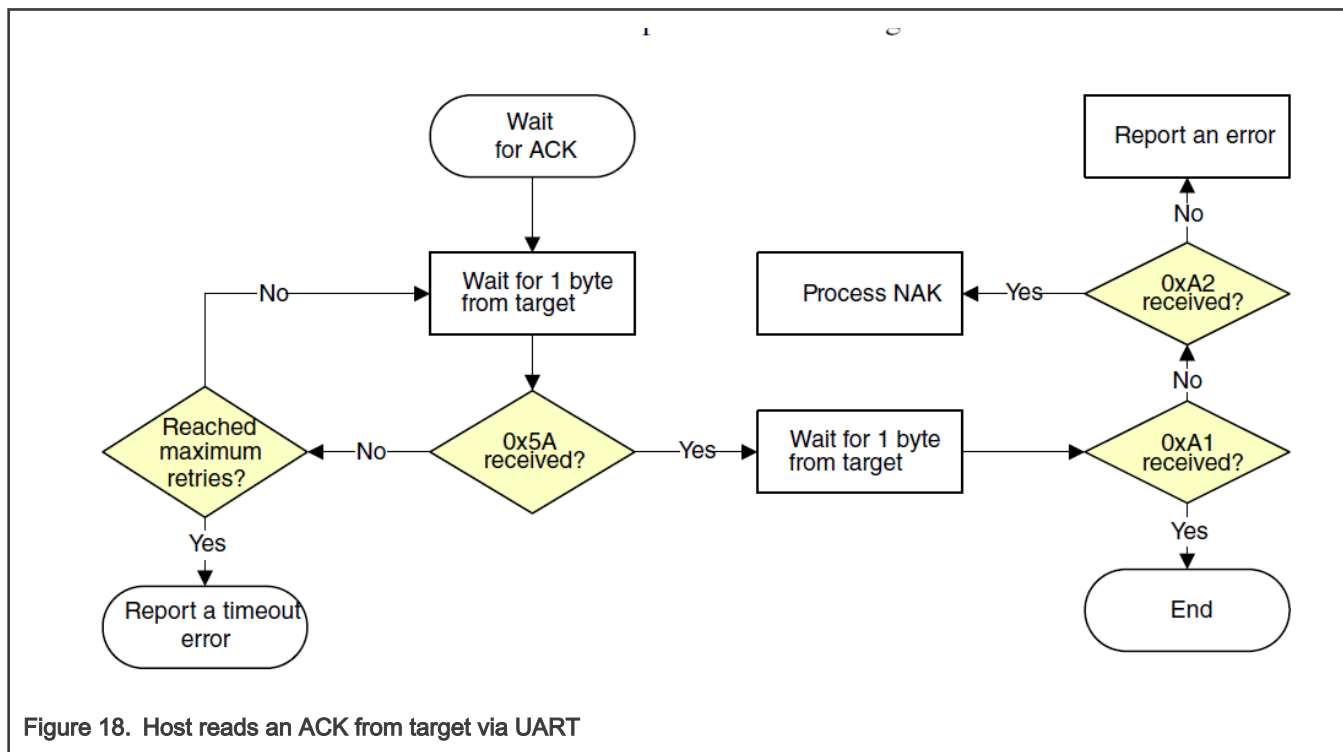 Wait
for ACK
Report an error
No
Wait for 1 byte
from target
No
Process NAK
Yes
0xA2
received?
No
Reached
maximum
retries?
No
0x5A
received?
Yes
Wait for 1 byte
from target
0xA1
received?
Yes
Yes
Report a timeout
error
End
Figure 18. Host reads an ACK from target via UART